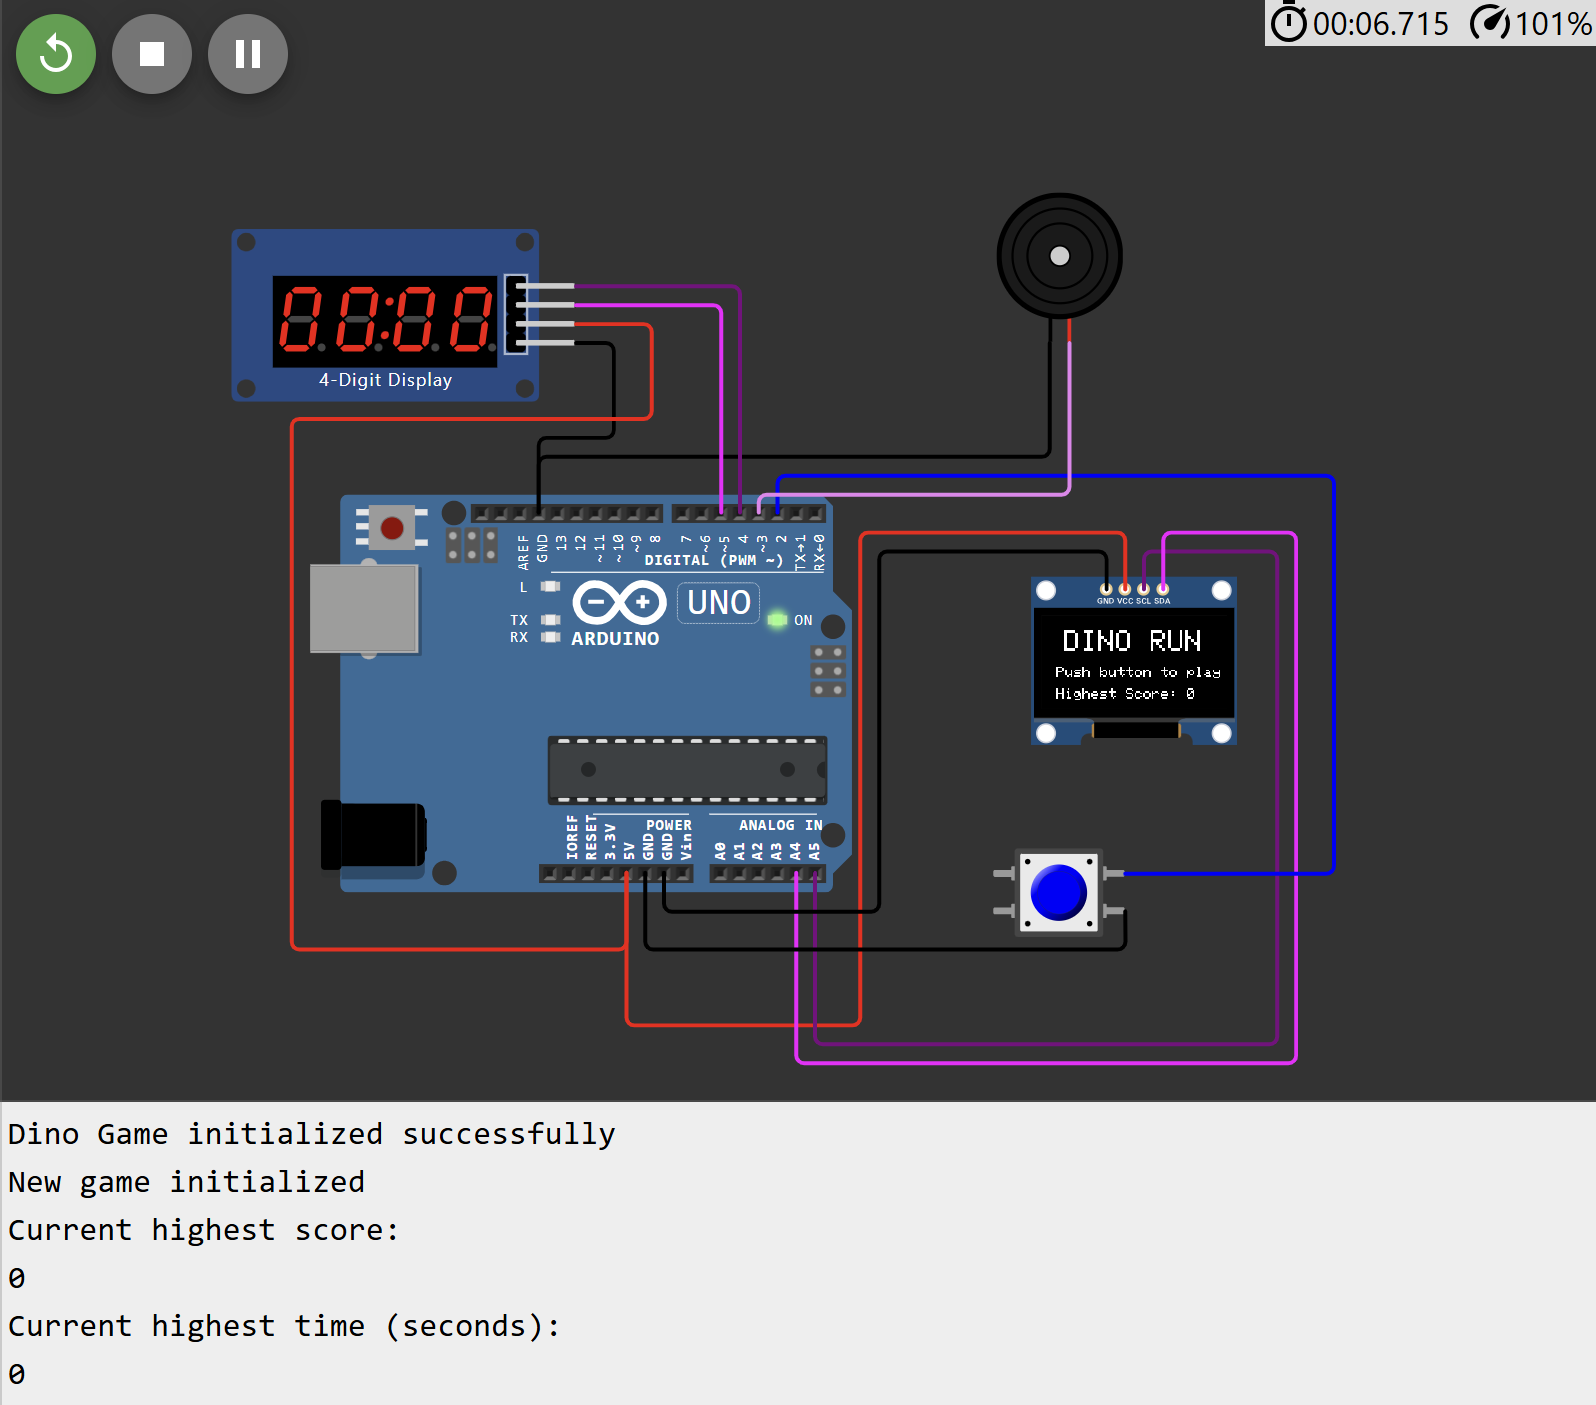 00:06.715 101%
00:00
4-Digit Display
AREF GND 13 12 ~11 ~10 ~9 8 7 ~6 ~5 4 ~3 2 TX→1 RX←0
DIGITAL (PWM ~)
L
TX
RX
UNO
ON
ARDUINO
GND VCC SCL SDA
DINO RUN
Push button to play
Highest Score: 0
POWER
ANALOG IN
IOREF RESET 3.3V 5V GND GND Vin A0 A1 A2 A3 A4 A5
Dino Game initialized successfully
New game initialized
Current highest score:
0
Current highest time (seconds):
0